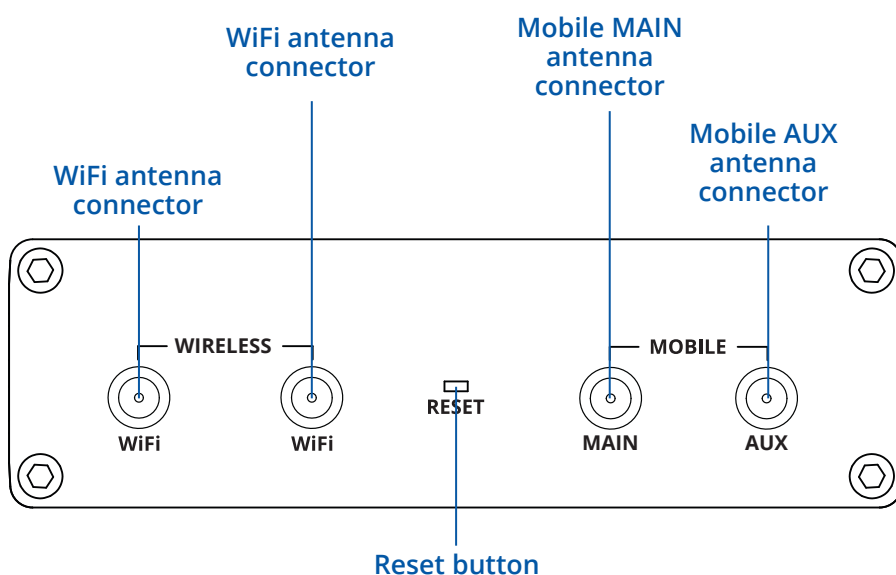 WiFi antenna
connector
Mobile MAIN
antenna
connector
Mobile AUX
antenna
connector
WiFi antenna
connector
WIRELESS
MOBILE
RESET
WiFi
WiFi
MAIN
AUX
Reset button